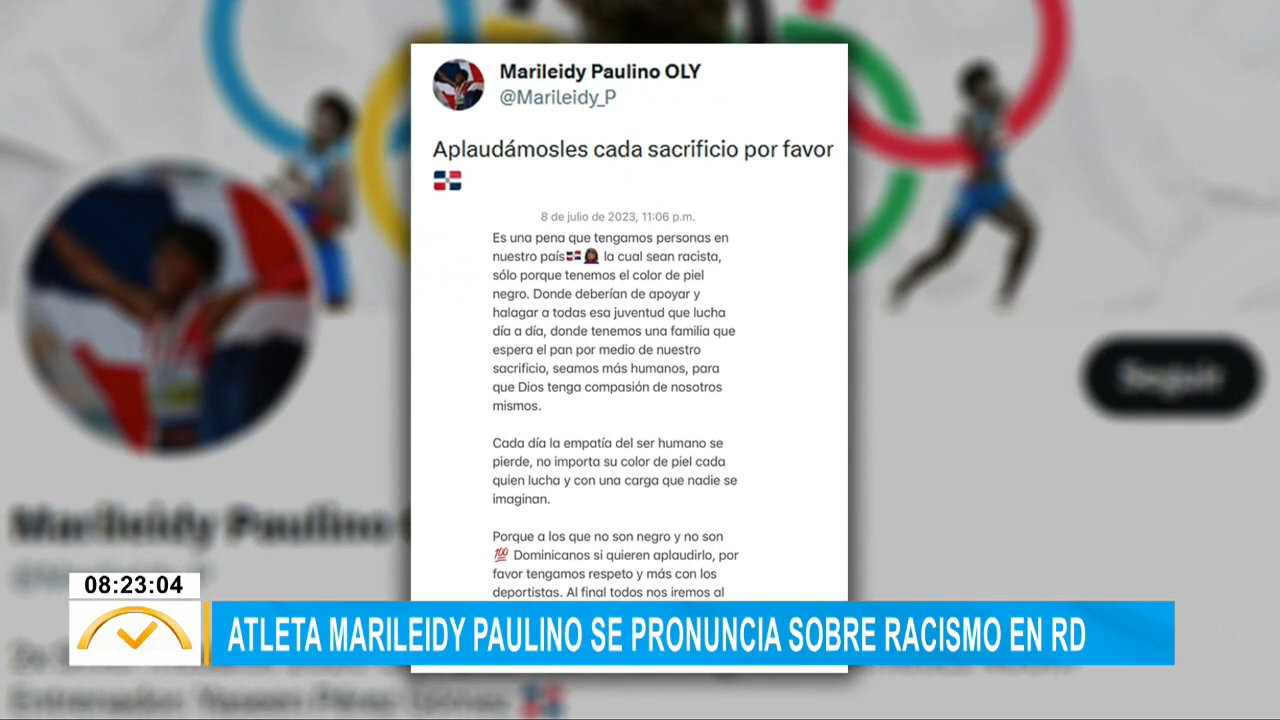 Marileidy Paulino OLY
@Marileidy_P
Aplaudámosles cada sacrificio por favor
🇩🇴
8 de julio de 2023, 11:06 p.m.
Es una pena que tengamos personas en
nuestro país🇩🇴🙋🏾‍♀️ la cual sean racista,
sólo porque tenemos el color de piel
negro. Donde deberían de apoyar y
halagar a todas esa juventud que lucha
día a día, donde tenemos una familia que
espera el pan por medio de nuestro
sacrificio, seamos más humanos, para
que Dios tenga compasión de nosotros
mismos.
Cada día la empatía del ser humano se
pierde, no importa su color de piel cada
quien lucha y con una carga que nadie se
imaginan.
Porque a los que no son negro y no son
💯 Dominicanos si quieren aplaudirlo, por
favor tengamos respeto y más con los
deportistas. Al final todos nos iremos al
Seguir
Marileidy Paulino
08:23:04
ATLETA MARILEIDY PAULINO SE PRONUNCIA SOBRE RACISMO EN RD